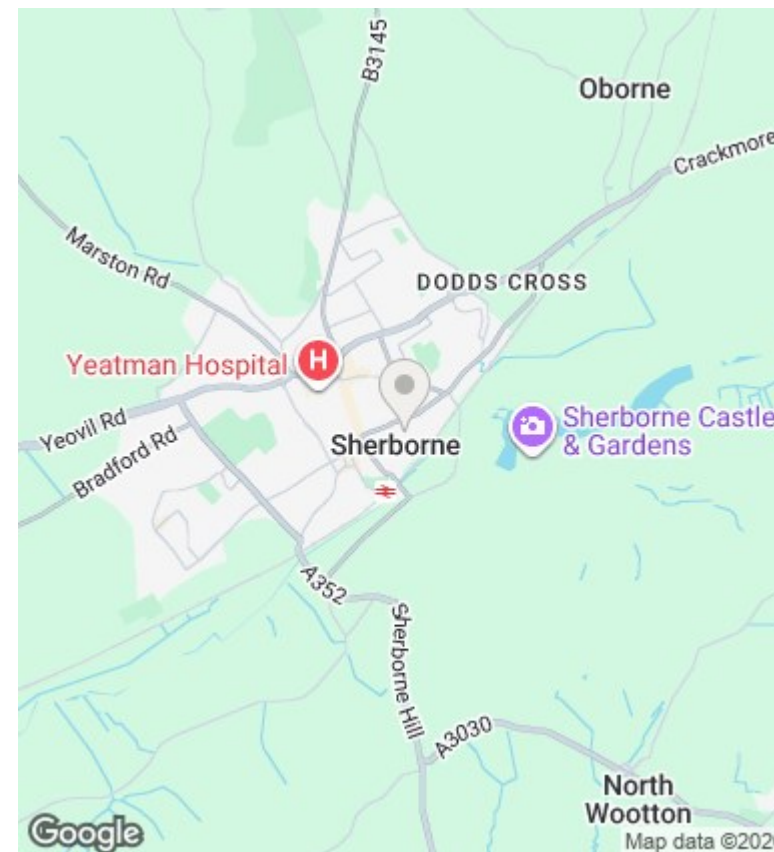 B3145
Oborne
Crackmore
Marston Rd
DODDS CROSS
Yeatman Hospital
H
Sherborne Castle
& Gardens
Yeovil Rd
Sherborne
Bradford Rd
A352
Sherborne Hill
A3030
North
Wootton
Google
Map data ©202